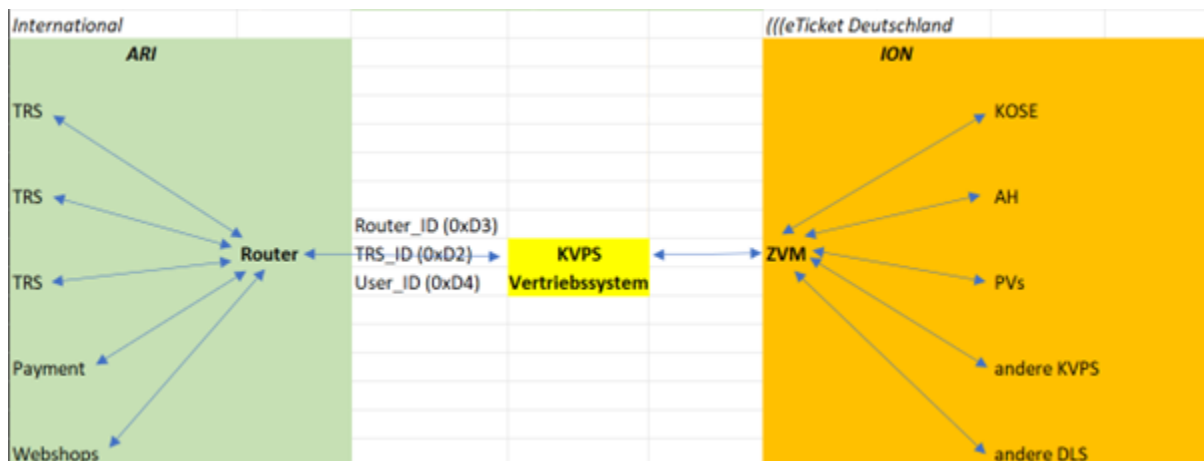 International
(((eTicket Deutschland
ARI
ION
TRS
KOSE
TRS
AH
Router_ID (0xD3)
Router
TRS_ID (0xD2)
KVPS
ZVM
TRS
User_ID (0xD4)
Vertriebssystem
PVs
Payment
andere KVPS
Webshops
andere DLS